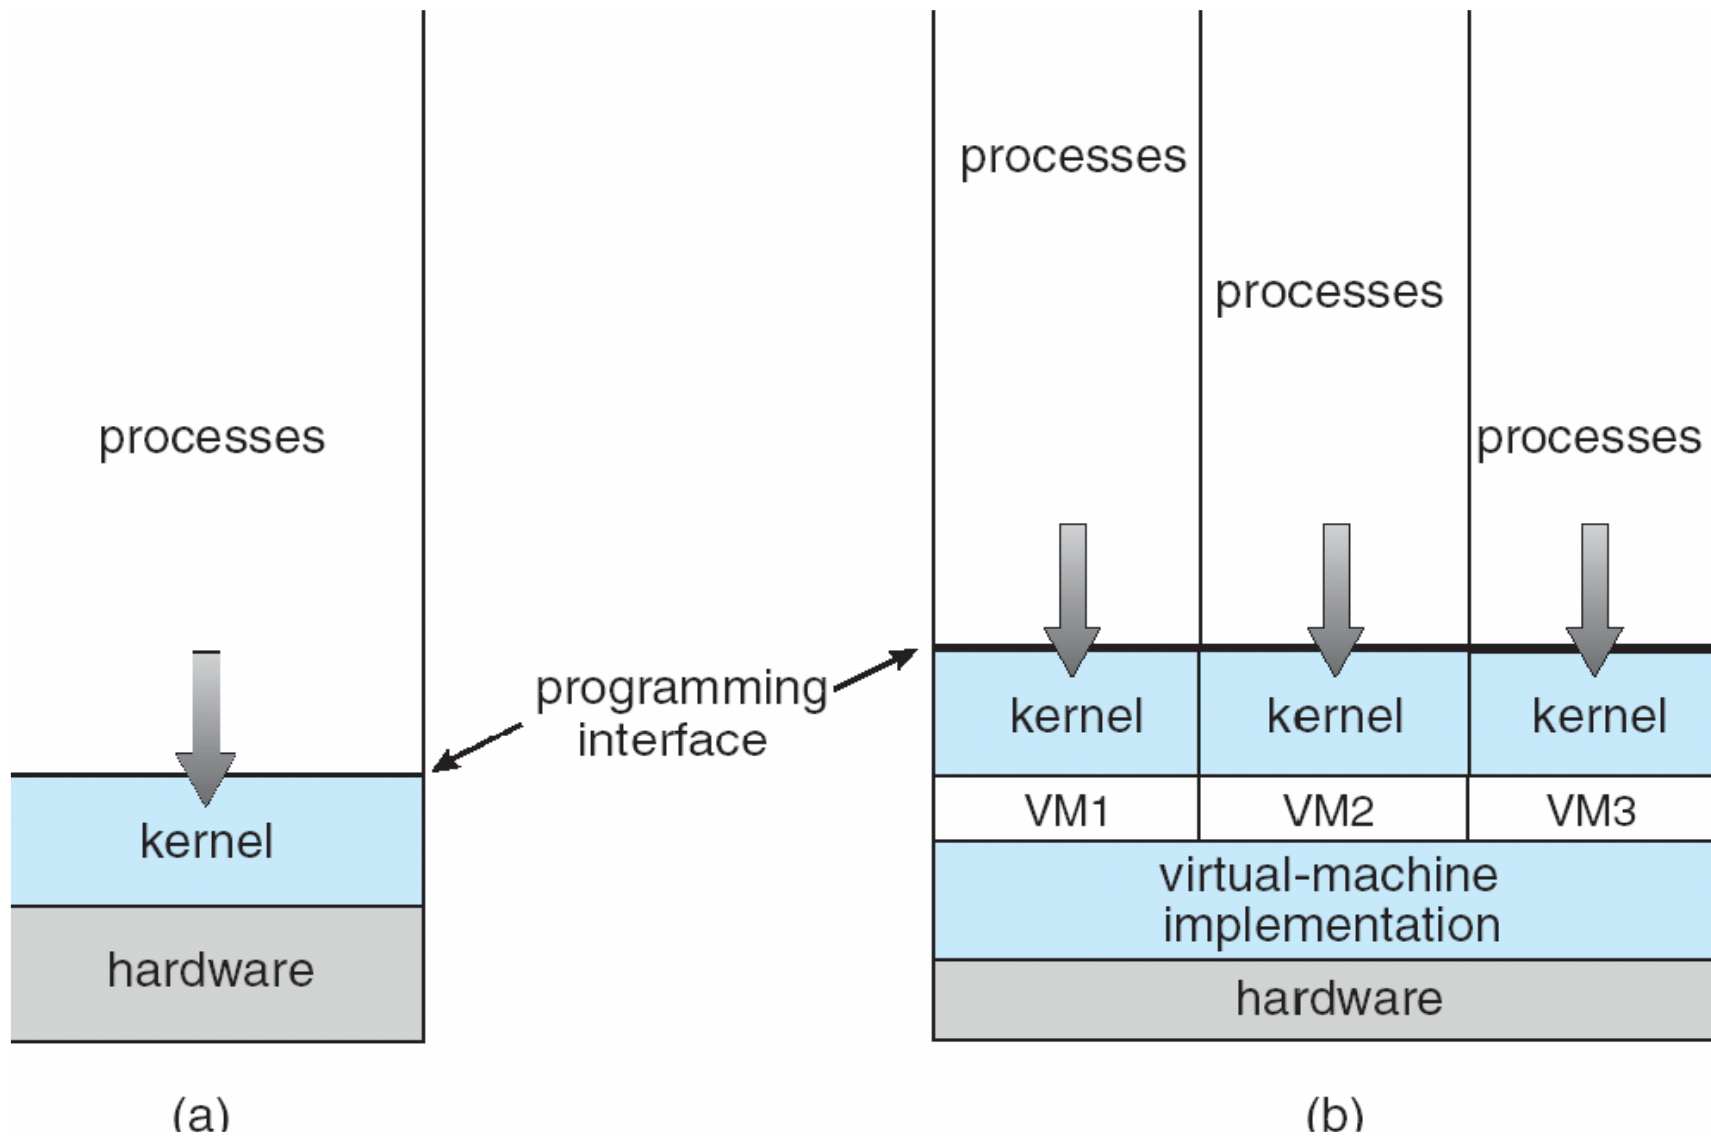 processes
kernel
hardware
(a)
programming
interface
processes
processes
processes
kernel
kernel
kernel
VM1
VM2
VM3
virtual-machine
implementation
hardware
(b)